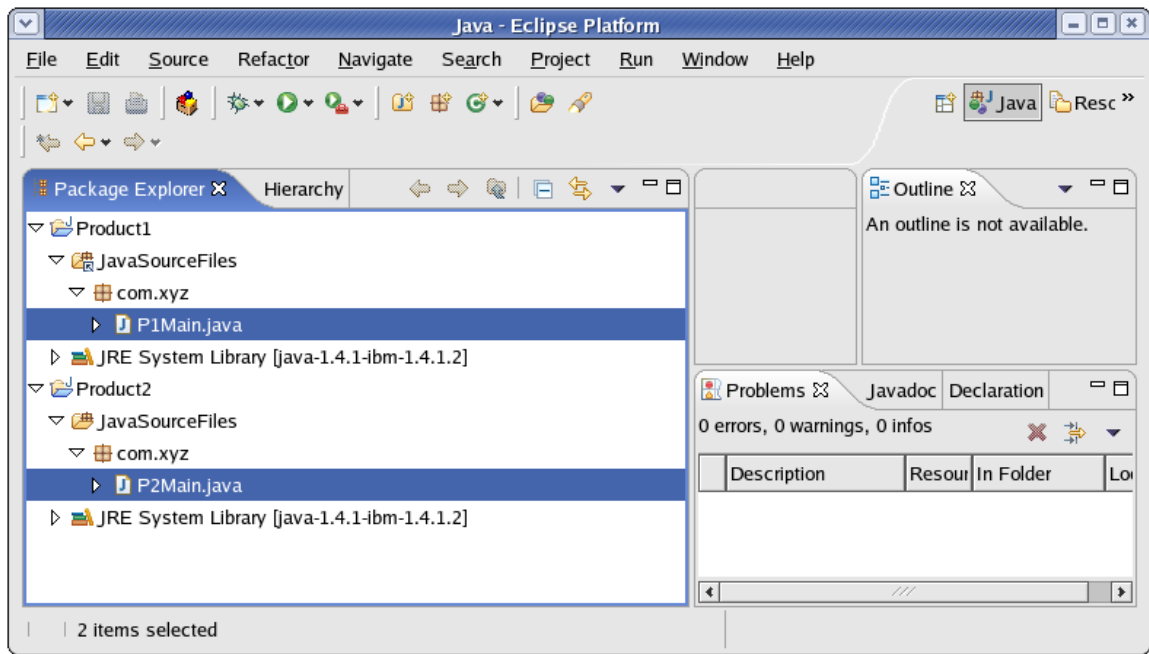 Java - Eclipse Platform
File Edit Source Refactor Navigate Search Project Run Window Help
Java Resc »
Package Explorer Hierarchy
Product1
JavaSourceFiles
com.xyz
P1Main.java
JRE System Library [java-1.4.1-ibm-1.4.1.2]
Product2
JavaSourceFiles
com.xyz
P2Main.java
JRE System Library [java-1.4.1-ibm-1.4.1.2]
Outline
An outline is not available.
Problems Javadoc Declaration
0 errors, 0 warnings, 0 infos
Description Resour In Folder Loc
2 items selected